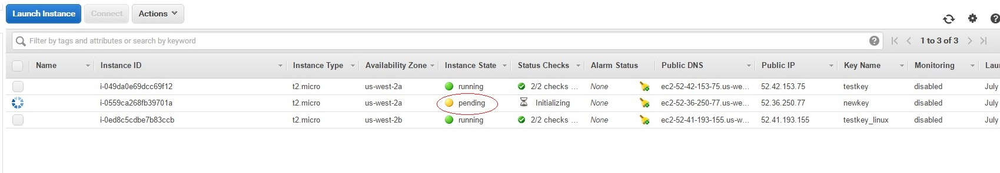 Launch Instance Connect Actions
Filter by tags and attributes or search by keyword ? 1 to 3 of 3 ?
Name Instance ID Instance Type Availability Zone Instance State Status Checks Alarm Status Public DNS Public IP Key Name Monitoring Lau
i-049da0e69dcc69f12 t2.micro us-west-2a running 2/2 checks ... None ec2-52-42-153-75.us-we... 52.42.153.75 testkey disabled July
i-0559ca268fb39701a t2.micro us-west-2a pending Initializing None ec2-52-36-250-77.us-we... 52.36.250.77 newkey disabled July
i-0ed8c5cdbe7b83ccb t2.micro us-west-2b running 2/2 checks ... None ec2-52-41-193-155.us-w... 52.41.193.155 testkey_linux disabled July